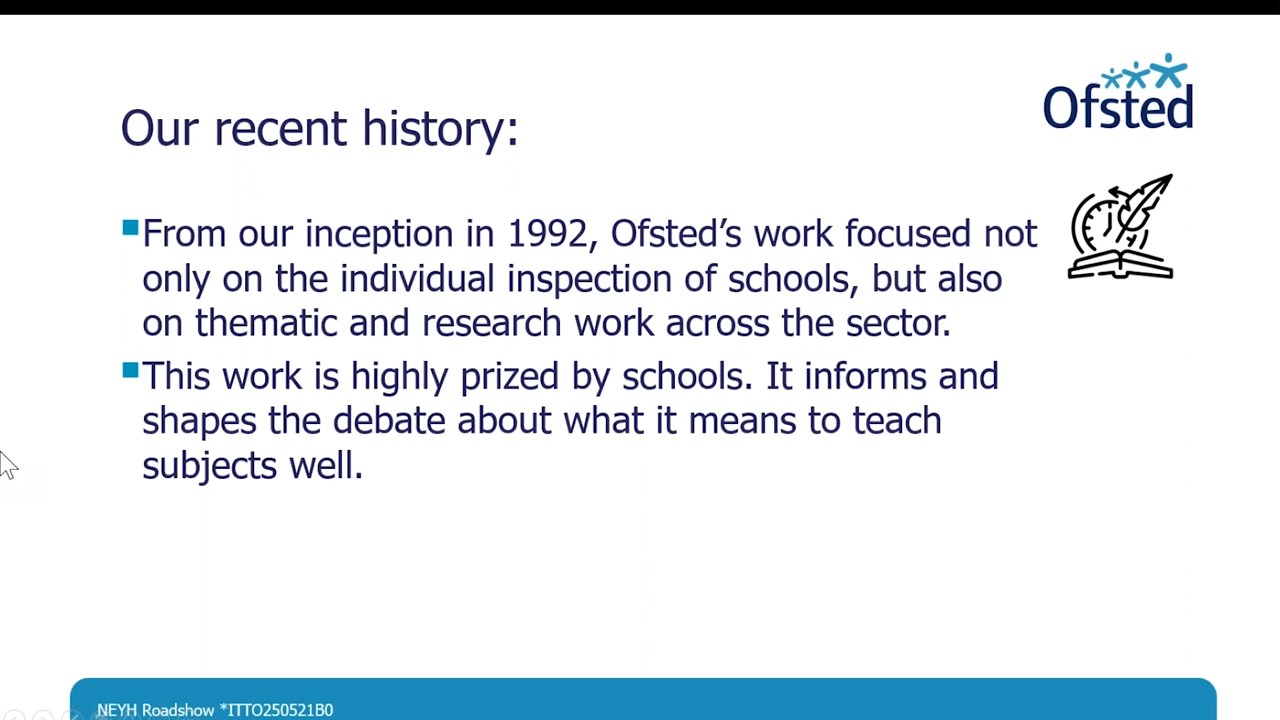 Ofsted
Our recent history:
From our inception in 1992, Ofsted’s work focused not
only on the individual inspection of schools, but also
on thematic and research work across the sector.
This work is highly prized by schools. It informs and
shapes the debate about what it means to teach
subjects well.
NEYH Roadshow *ITTO250521B0